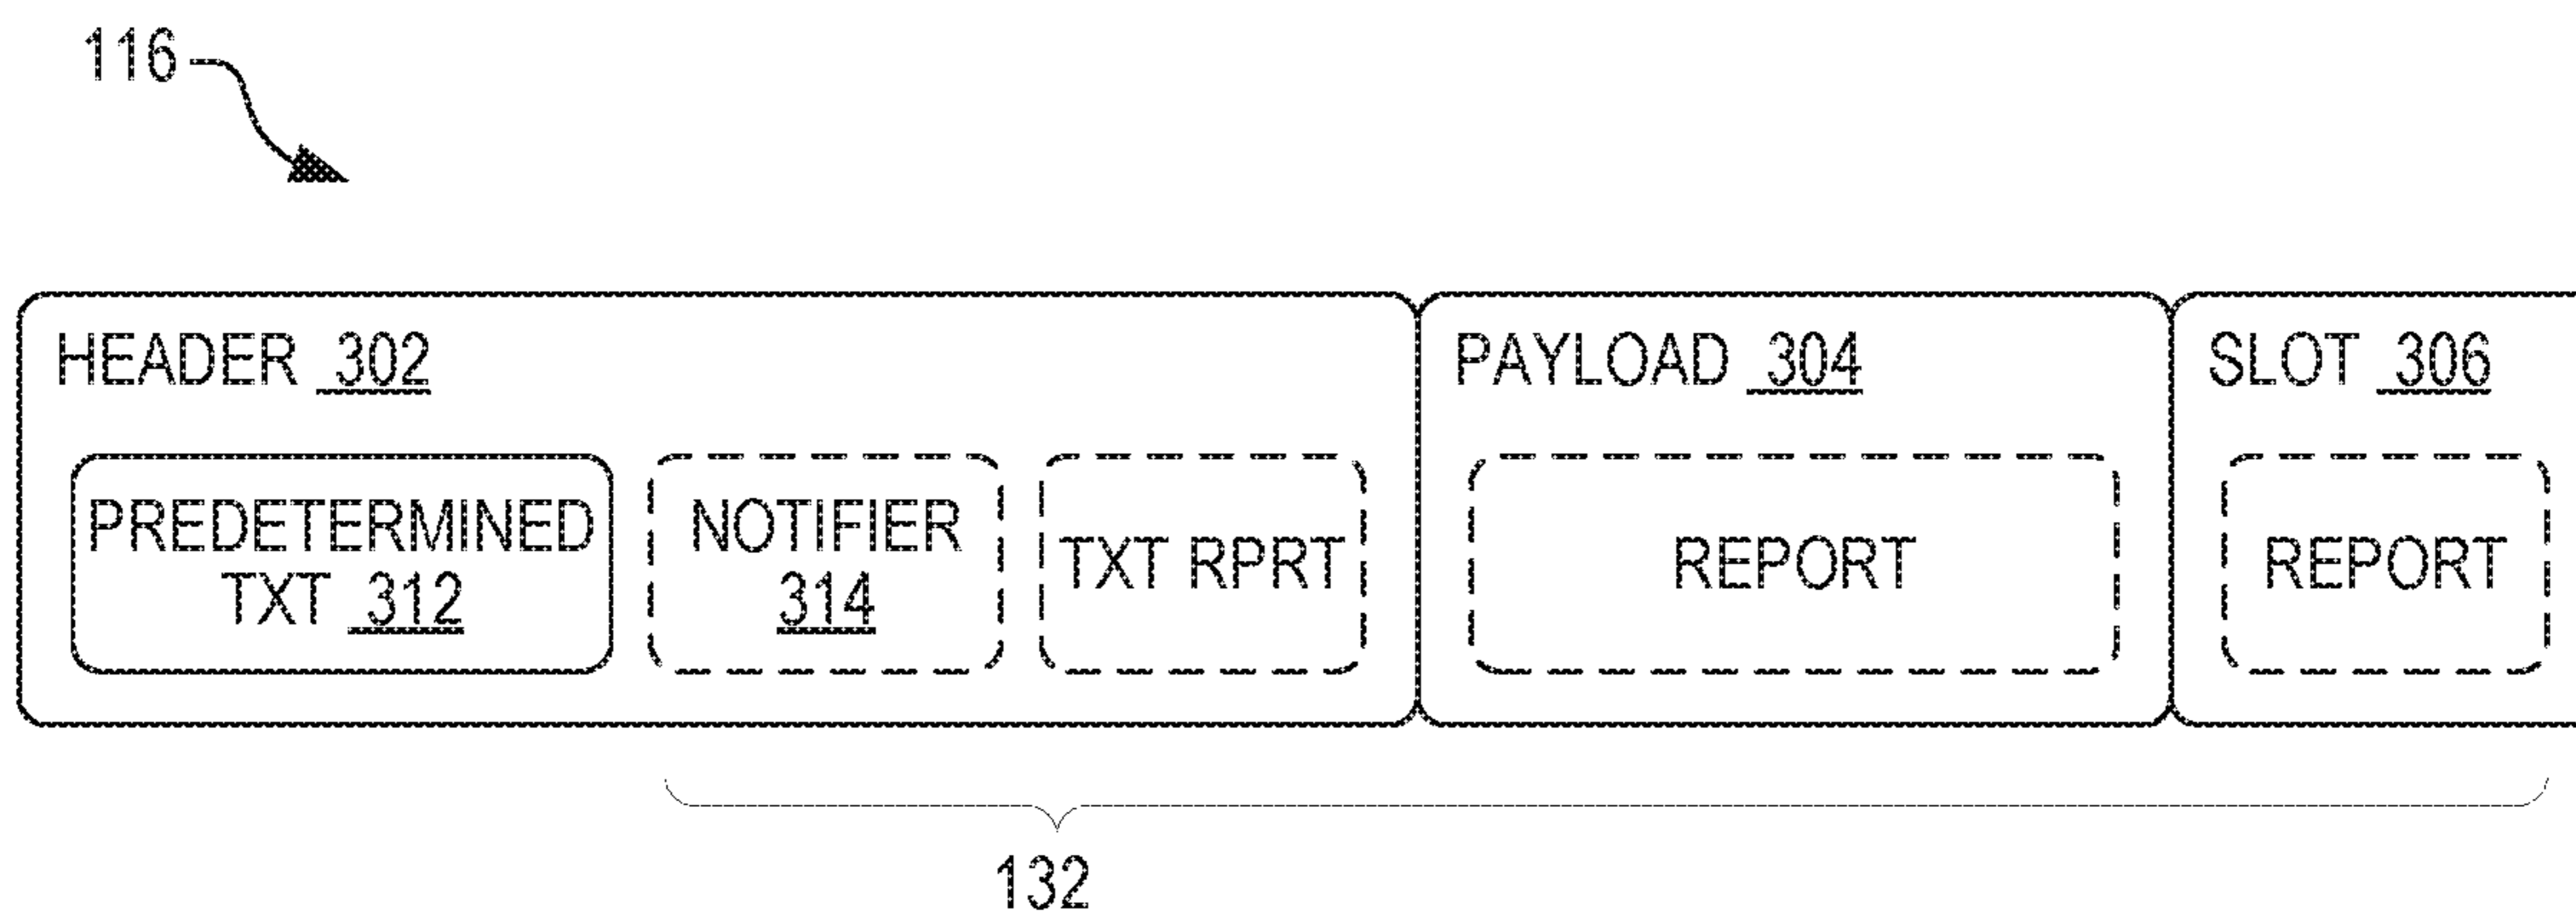 116
HEADER 302
PAYLOAD 304
SLOT 306
PREDETERMINED
TXT 312
NOTIFIER
314
TXT RPRT
REPORT
REPORT
132